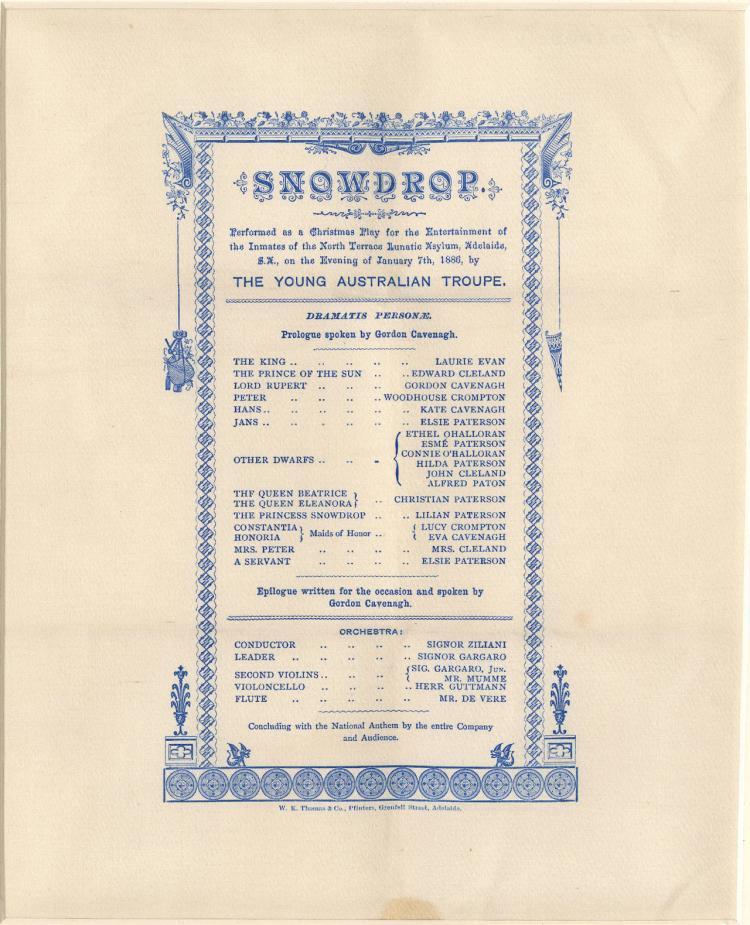 SNOWDROP.
Performed as a Christmas Play for the Entertainment of
the Inmates of the North Terrace Lunatic Asylum, Adelaide,
S.A., on the Evening of January 7th, 1886, by
THE YOUNG AUSTRALIAN TROUPE.
DRAMATIS PERSONÆ.
Prologue spoken by Gordon Cavenagh.
THE KING .. .. .. .. .. LAURIE EVAN
THE PRINCE OF THE SUN .. .. EDWARD CLELAND
LORD RUPERT .. .. .. GORDON CAVENAGH
PETER .. .. .. .. WOODHOUSE CROMPTON
HANS .. .. .. .. .. KATE CAVENAGH
JANS .. .. . .. .. ELSIE PATERSON
OTHER DWARFS .. .. .. { ETHEL OHALLORAN
ESMÉ PATERSON
CONNIE O'HALLORAN
HILDA PATERSON
JOHN CLELAND
ALFRED PATON
THF QUEEN BEATRICE }
THE QUEEN ELEANORA } .. CHRISTIAN PATERSON
THE PRINCESS SNOWDROP .. .. LILIAN PATERSON
CONSTANTIA } Maids of Honor .. { LUCY CROMPTON
HONORIA } { EVA CAVENAGH
MRS. PETER .. .. .. .. MRS. CLELAND
A SERVANT .. .. .. .. ELSIE PATERSON
Epilogue written for the occasion and spoken by
Gordon Cavenagh.
ORCHESTRA:
CONDUCTOR .. .. .. .. SIGNOR ZILIANI
LEADER .. .. .. .. .. SIGNOR GARGARO
SECOND VIOLINS .. .. .. { SIG. GARGARO, JUN.
MR. MUMME
VIOLONCELLO .. .. .. .. HERR GUTTMANN
FLUTE .. .. .. .. .. MR. DE VERE
Concluding with the National Anthem by the entire Company
and Audience.
W. K. Thomas & Co., Printers, Grenfell Street, Adelaide.